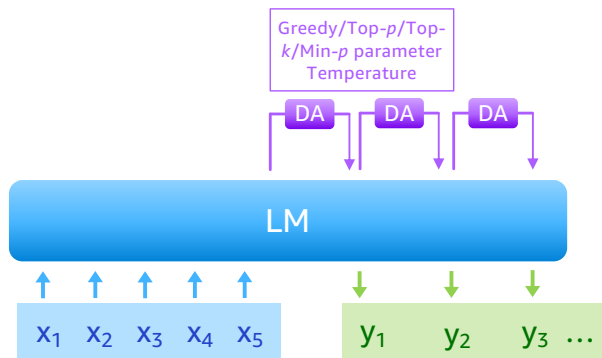 Greedy/Top-p/Top-
k/Min-p parameter
Temperature
DA DA DA
LM
x₁ x₂ x₃ x₄ x₅
y₁ y₂ y₃ ...